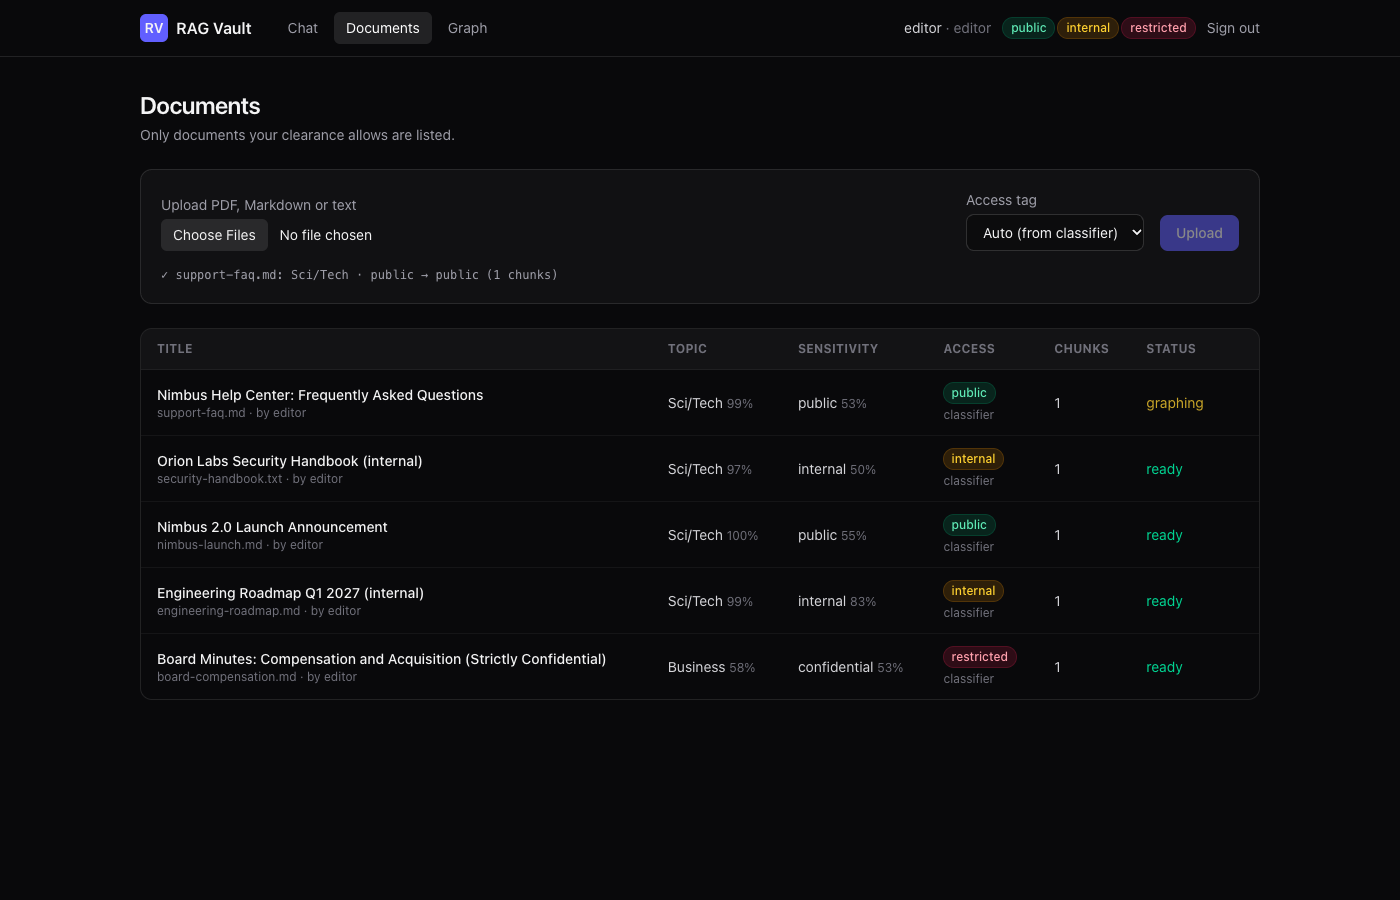 RV RAG Vault Chat Documents Graph editor · editor public internal restricted Sign out
Documents
Only documents your clearance allows are listed.
Upload PDF, Markdown or text
Access tag
Choose Files No file chosen
Auto (from classifier) Upload
✓ support-faq.md: Sci/Tech · public → public (1 chunks)
TITLE TOPIC SENSITIVITY ACCESS CHUNKS STATUS
Nimbus Help Center: Frequently Asked Questions
support-faq.md · by editor
Sci/Tech 99% public 53% public
classifier
1 graphing
Orion Labs Security Handbook (internal)
security-handbook.txt · by editor
Sci/Tech 97% internal 50% internal
classifier
1 ready
Nimbus 2.0 Launch Announcement
nimbus-launch.md · by editor
Sci/Tech 100% public 55% public
classifier
1 ready
Engineering Roadmap Q1 2027 (internal)
engineering-roadmap.md · by editor
Sci/Tech 99% internal 83% internal
classifier
1 ready
Board Minutes: Compensation and Acquisition (Strictly Confidential)
board-compensation.md · by editor
Business 58% confidential 53% restricted
classifier
1 ready